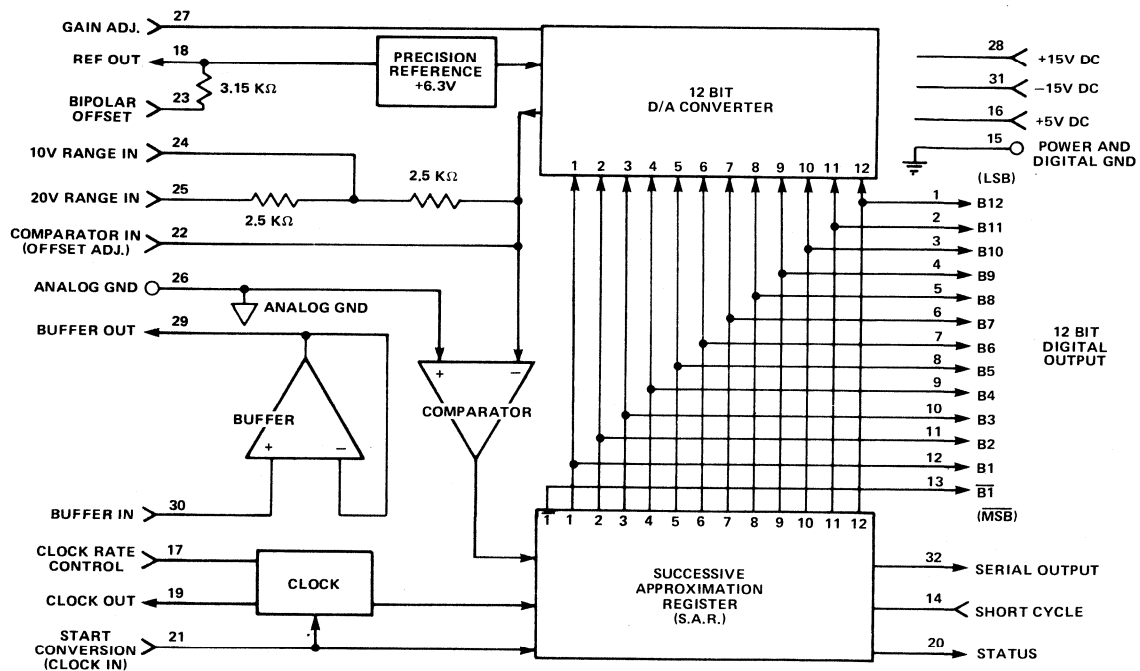 GAIN ADJ.
27
REF OUT
18
3.15 KΩ
BIPOLAR
OFFSET
23
PRECISION
REFERENCE
+6.3V
12 BIT
D/A CONVERTER
1 2 3 4 5 6 7 8 9 10 11 12
28
+15V DC
31
−15V DC
16
+5V DC
15
POWER AND
DIGITAL GND
10V RANGE IN
24
20V RANGE IN
25
2.5 KΩ
2.5 KΩ
COMPARATOR IN
(OFFSET ADJ.)
22
ANALOG GND
26
ANALOG GND
BUFFER OUT
29
BUFFER
+ −
COMPARATOR
+ −
BUFFER IN
30
(LSB)
1 B12
2 B11
3 B10
4 B9
5 B8
6 B7
7 B6
8 B5
9 B4
10 B3
11 B2
12 B1
13 B̅1̅
(M̅S̅B̅)
12 BIT
DIGITAL
OUTPUT
CLOCK RATE
CONTROL
17
CLOCK OUT
19
CLOCK
START
CONVERSION
(CLOCK IN)
21
1̅ 1 2 3 4 5 6 7 8 9 10 11 12
SUCCESSIVE
APPROXIMATION
REGISTER
(S.A.R.)
32
SERIAL OUTPUT
14
SHORT CYCLE
20
STATUS